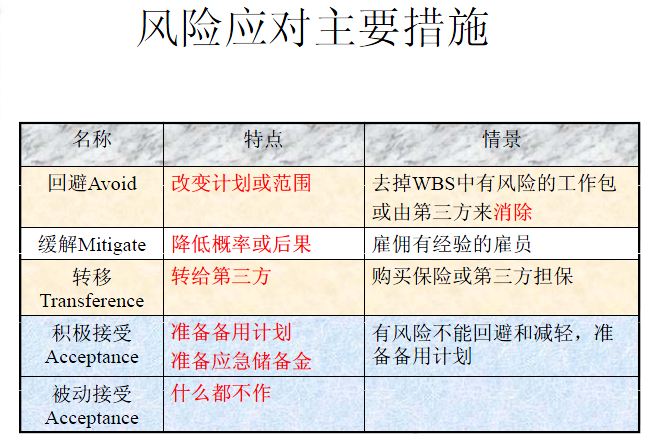 风险应对主要措施
名称 特点 情景
回避Avoid 改变计划或范围 去掉WBS中有风险的工作包
或由第三方来消除
缓解Mitigate 降低概率或后果 雇佣有经验的雇员
转移 转给第三方 购买保险或第三方担保
Transference
积极接受 准备备用计划 有风险不能回避和减轻，准
Acceptance 准备应急储备金 备备用计划
被动接受 什么都不作
Acceptance